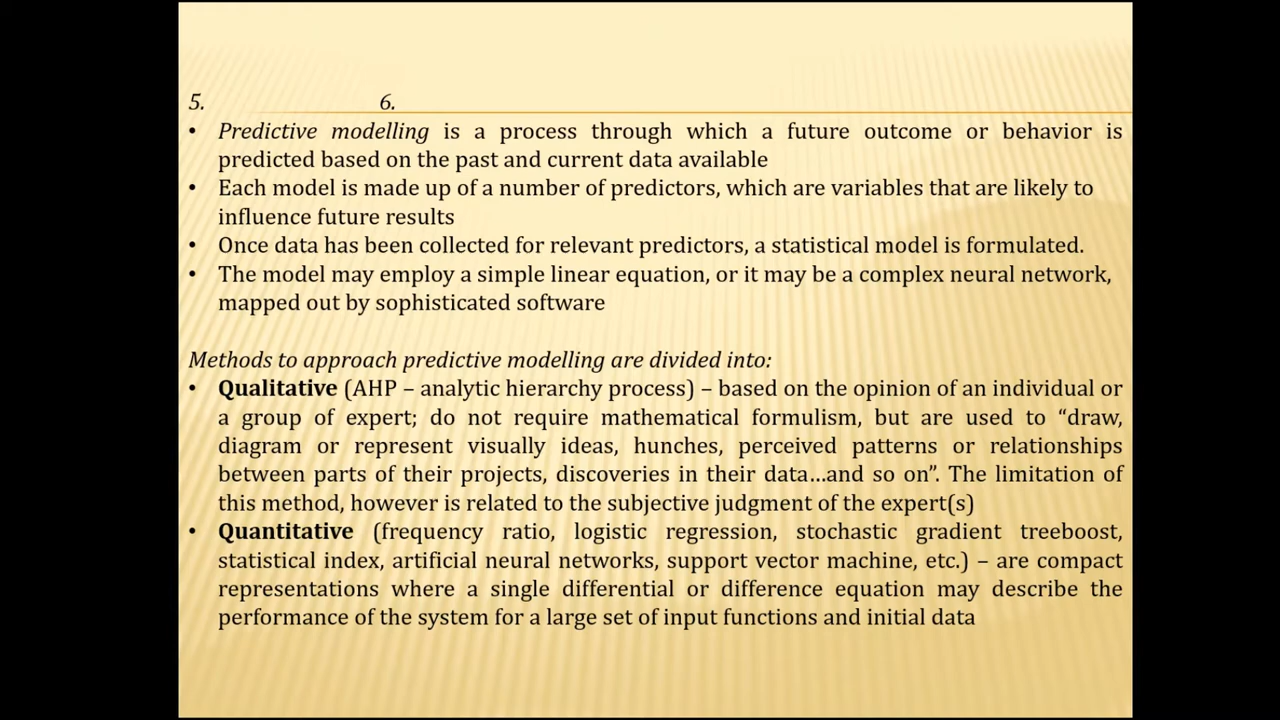 5. 6.
• Predictive modelling is a process through which a future outcome or behavior is
predicted based on the past and current data available
• Each model is made up of a number of predictors, which are variables that are likely to
influence future results
• Once data has been collected for relevant predictors, a statistical model is formulated.
• The model may employ a simple linear equation, or it may be a complex neural network,
mapped out by sophisticated software
Methods to approach predictive modelling are divided into:
• Qualitative (AHP – analytic hierarchy process) – based on the opinion of an individual or
a group of expert; do not require mathematical formulism, but are used to “draw,
diagram or represent visually ideas, hunches, perceived patterns or relationships
between parts of their projects, discoveries in their data…and so on”. The limitation of
this method, however is related to the subjective judgment of the expert(s)
• Quantitative (frequency ratio, logistic regression, stochastic gradient treeboost,
statistical index, artificial neural networks, support vector machine, etc.) – are compact
representations where a single differential or difference equation may describe the
performance of the system for a large set of input functions and initial data